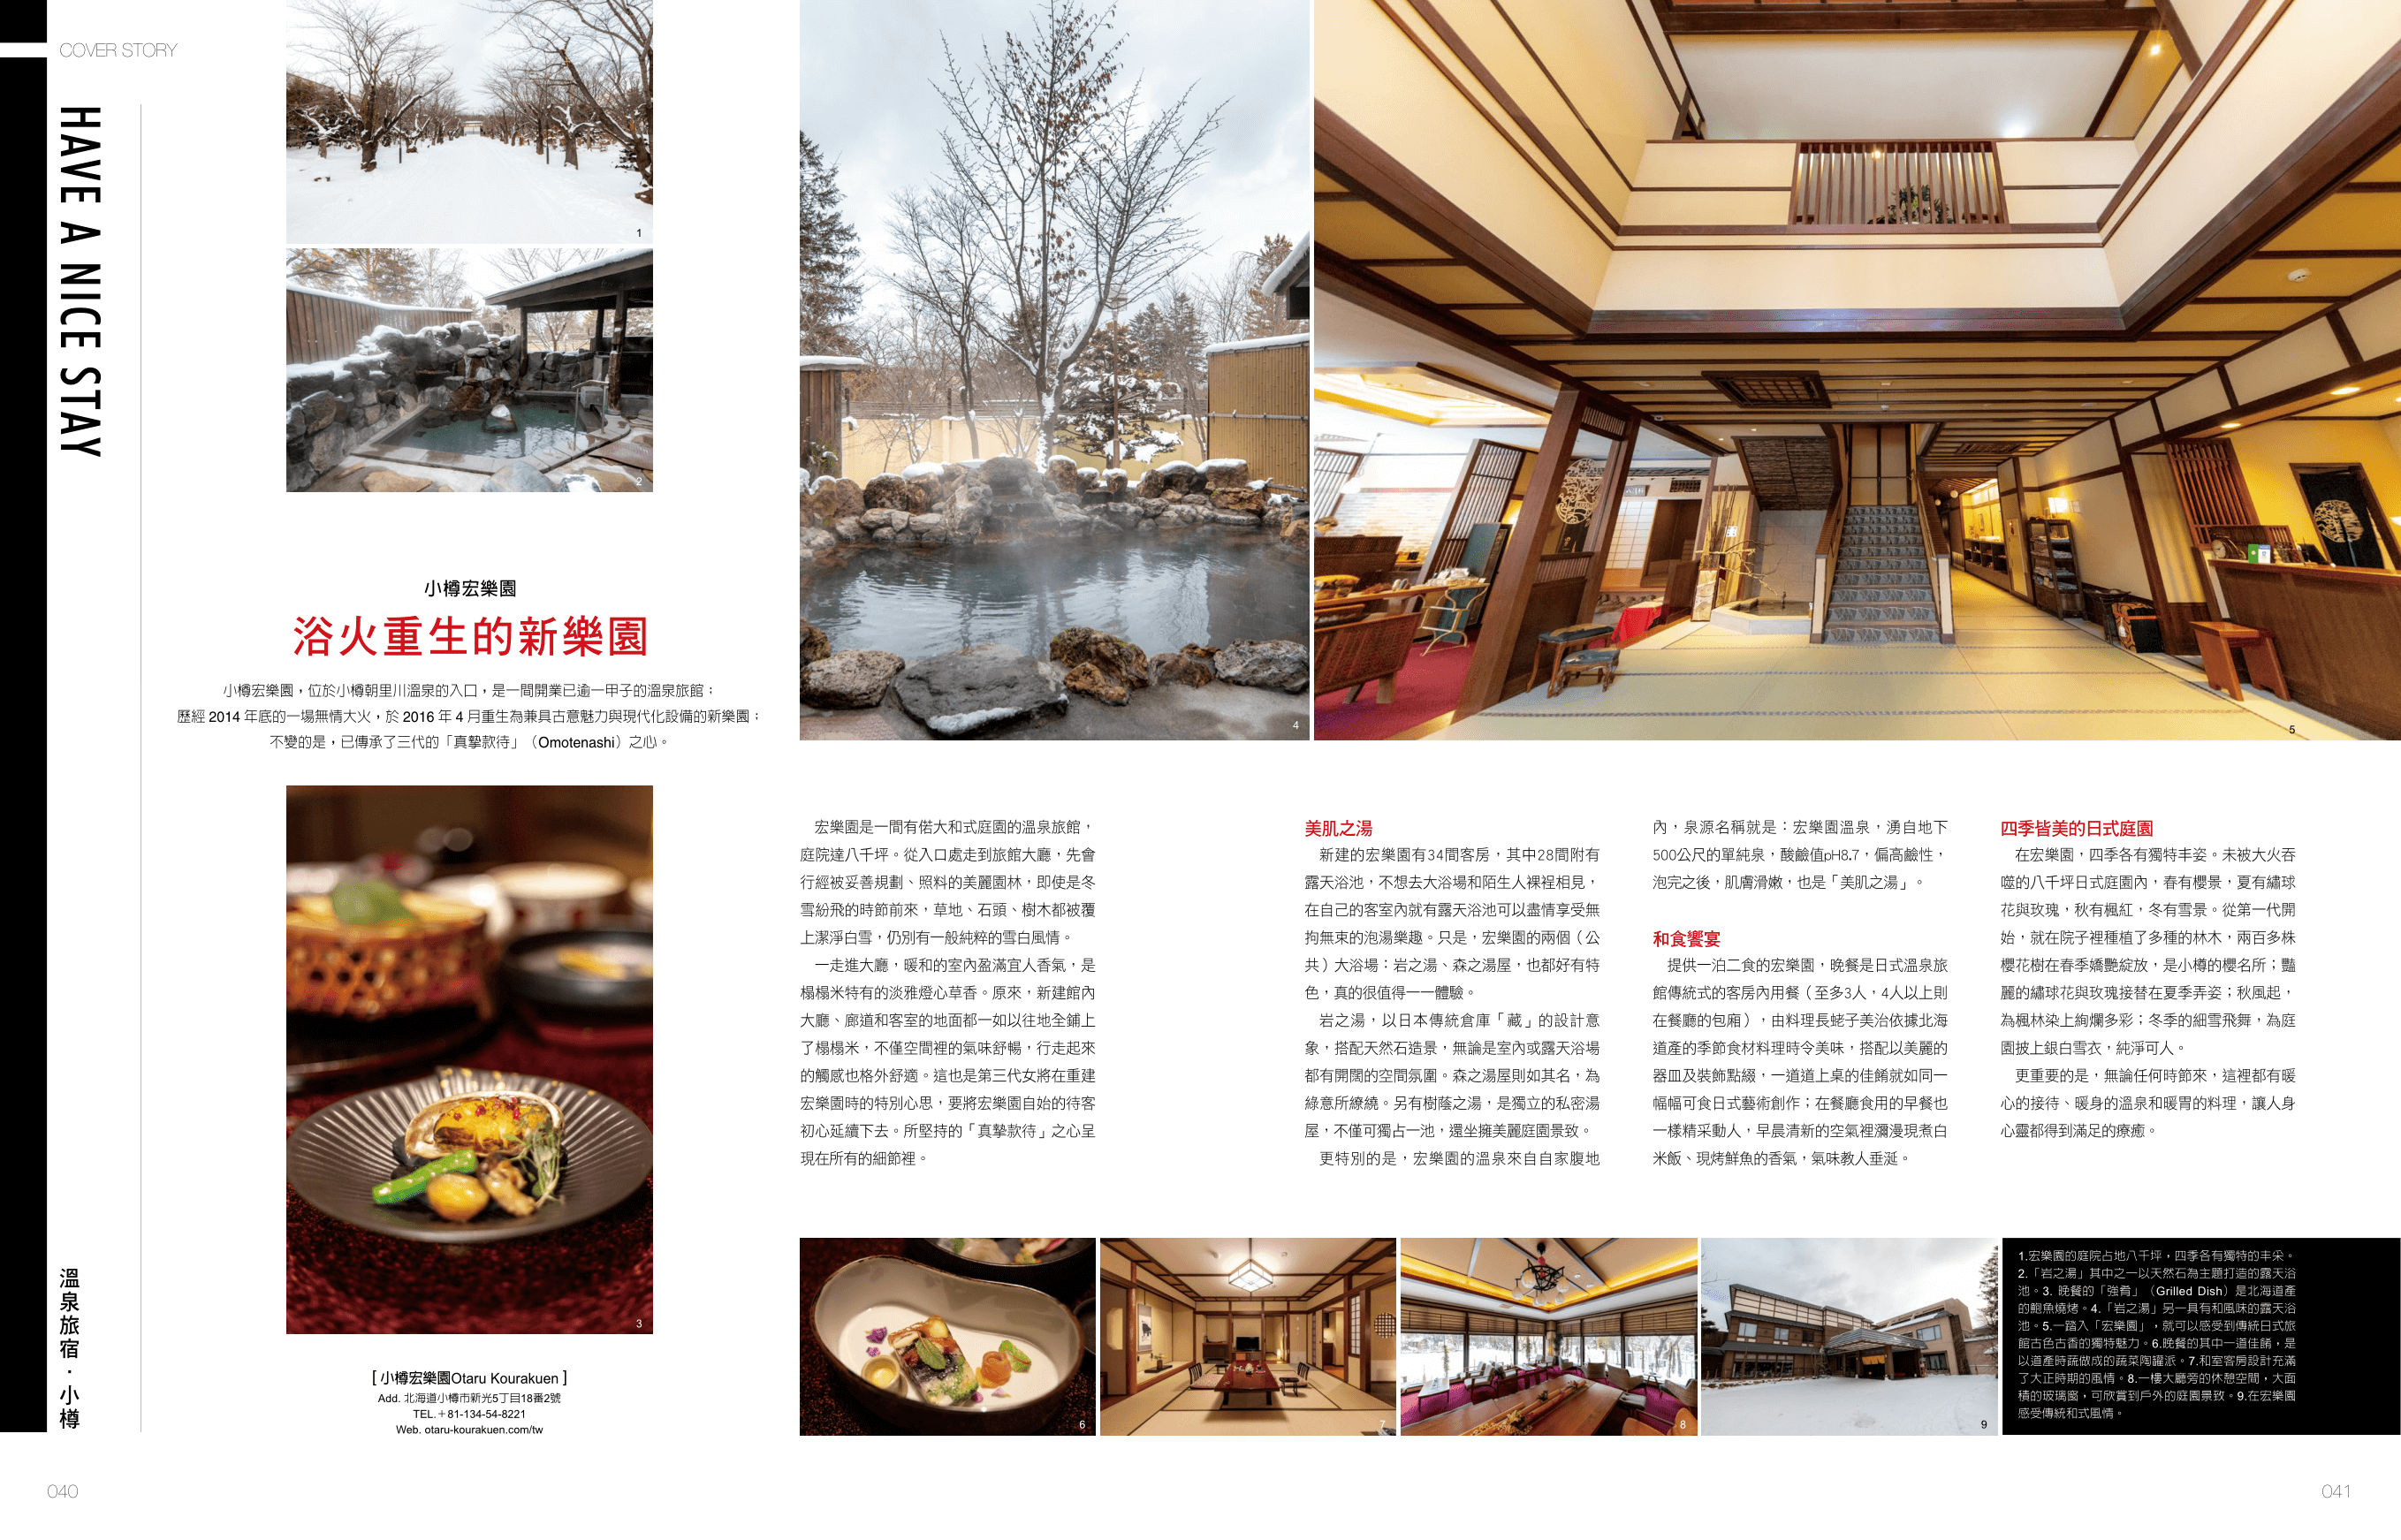 COVER STORY
HAVE A NICE STAY
溫泉旅宿．小樽
1
2
小樽宏樂園
浴火重生的新樂園
小樽宏樂園，位於小樽朝里川溫泉的入口，是一間開業已逾一甲子的溫泉旅館；
歷經 2014 年底的一場無情大火，於 2016 年 4 月重生為兼具古意魅力與現代化設備的新樂園；
不變的是，已傳承了三代的「真摯款待」（Omotenashi）之心。
3
[ 小樽宏樂園Otaru Kourakuen ]
Add. 北海道小樽市新光5丁目18番2號
TEL.＋81-134-54-8221
Web. otaru-kourakuen.com/tw
040
4
5
宏樂園是一間有偌大和式庭園的溫泉旅館，
庭院達八千坪。從入口處走到旅館大廳，先會
行經被妥善規劃、照料的美麗園林，即使是冬
雪紛飛的時節前來，草地、石頭、樹木都被覆
上潔淨白雪，仍別有一般純粹的雪白風情。
一走進大廳，暖和的室內盈滿宜人香氣，是
榻榻米特有的淡雅燈心草香。原來，新建館內
大廳、廊道和客室的地面都一如以往地全鋪上
了榻榻米，不僅空間裡的氣味舒暢，行走起來
的觸感也格外舒適。這也是第三代女將在重建
宏樂園時的特別心思，要將宏樂園自始的待客
初心延續下去。所堅持的「真摯款待」之心呈
現在所有的細節裡。
美肌之湯
新建的宏樂園有34間客房，其中28間附有
露天浴池，不想去大浴場和陌生人裸裎相見，
在自己的客室內就有露天浴池可以盡情享受無
拘無束的泡湯樂趣。只是，宏樂園的兩個（公
共）大浴場：岩之湯、森之湯屋，也都好有特
色，真的很值得一一體驗。
岩之湯，以日本傳統倉庫「藏」的設計意
象，搭配天然石造景，無論是室內或露天浴場
都有開闊的空間氛圍。森之湯屋則如其名，為
綠意所繚繞。另有樹蔭之湯，是獨立的私密湯
屋，不僅可獨占一池，還坐擁美麗庭園景致。
更特別的是，宏樂園的溫泉來自自家腹地
內，泉源名稱就是：宏樂園溫泉，湧自地下
500公尺的單純泉，酸鹼值pH8.7，偏高鹼性，
泡完之後，肌膚滑嫩，也是「美肌之湯」。
和食饗宴
提供一泊二食的宏樂園，晚餐是日式溫泉旅
館傳統式的客房內用餐（至多3人，4人以上則
在餐廳的包廂），由料理長蛯子美治依據北海
道產的季節食材料理時令美味，搭配以美麗的
器皿及裝飾點綴，一道道上桌的佳餚就如同一
幅幅可食日式藝術創作；在餐廳食用的早餐也
一樣精采動人，早晨清新的空氣裡瀰漫現煮白
米飯、現烤鮮魚的香氣，氣味教人垂涎。
四季皆美的日式庭園
在宏樂園，四季各有獨特丰姿。未被大火吞
噬的八千坪日式庭園內，春有櫻景，夏有繡球
花與玫瑰，秋有楓紅，冬有雪景。從第一代開
始，就在院子裡種植了多種的林木，兩百多株
櫻花樹在春季嬌艷綻放，是小樽的櫻名所；豔
麗的繡球花與玫瑰接替在夏季弄姿；秋風起，
為楓林染上絢爛多彩；冬季的細雪飛舞，為庭
園披上銀白雪衣，純淨可人。
更重要的是，無論任何時節來，這裡都有暖
心的接待、暖身的溫泉和暖胃的料理，讓人身
心靈都得到滿足的療癒。
6
7
8
9
1.宏樂園的庭院占地八千坪，四季各有獨特的丰采。
2.「岩之湯」其中之一以天然石為主題打造的露天浴
池。3. 晚餐的「強肴」（Grilled Dish）是北海道產
的鮑魚燒烤。4.「岩之湯」另一具有和風味的露天浴
池。5.一踏入「宏樂園」，就可以感受到傳統日式旅
館古色古香的獨特魅力。6.晚餐的其中一道佳餚，是
以道產時蔬做成的蔬菜陶罐派。7.和室客房設計充滿
了大正時期的風情。8.一樓大廳旁的休憩空間，大面
積的玻璃窗，可欣賞到戶外的庭園景致。9.在宏樂園
感受傳統和式風情。
041